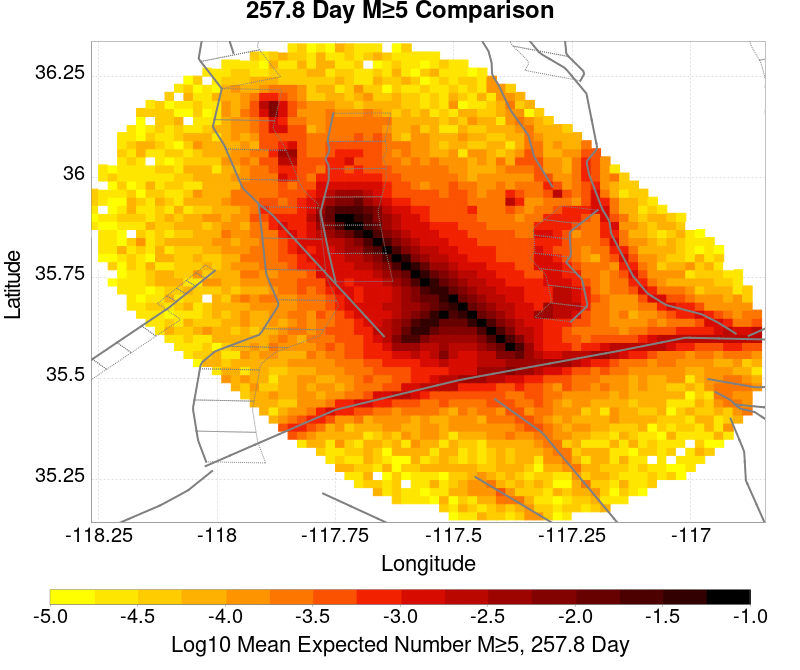 257.8 Day M≥5 Comparison
36.25
36
35.75
35.5
35.25
Latitude
-118.25 -118 -117.75 -117.5 -117.25 -117
Longitude
-5.0 -4.5 -4.0 -3.5 -3.0 -2.5 -2.0 -1.5 -1.0
Log10 Mean Expected Number M≥5, 257.8 Day